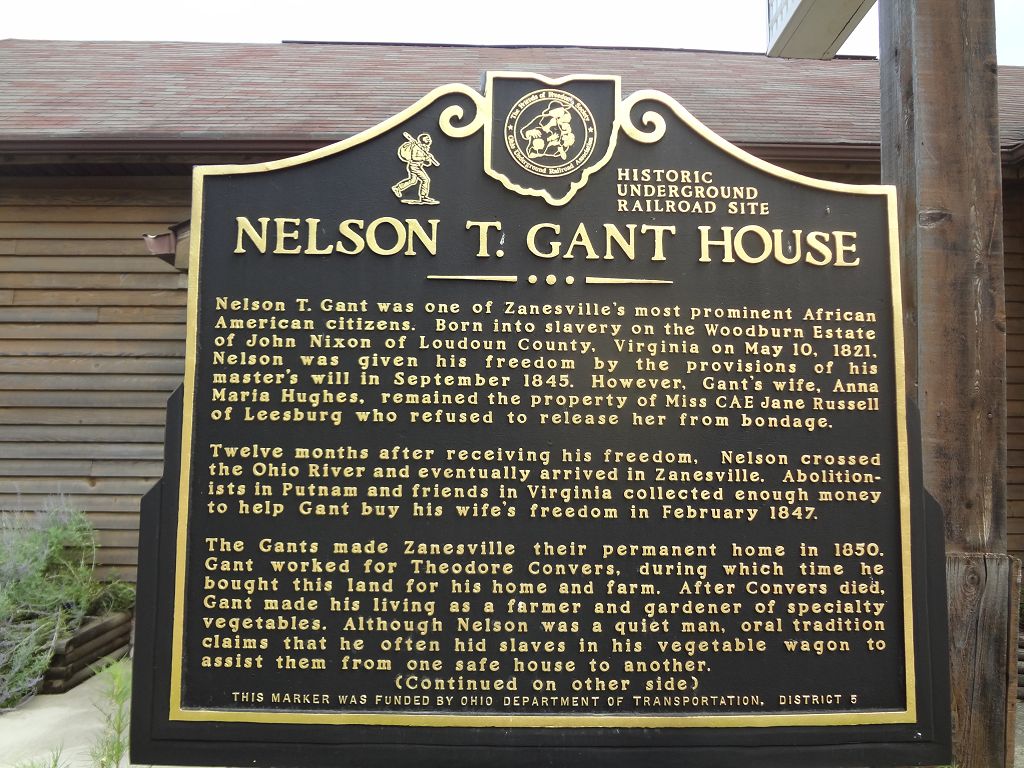 The Friends of Freedom Society
Ohio Underground Railroad Association
HISTORIC
UNDERGROUND
RAILROAD SITE
NELSON T. GANT HOUSE
Nelson T. Gant was one of Zanesville's most prominent African
American citizens. Born into slavery on the Woodburn Estate
of John Nixon of Loudoun County, Virginia on May 10, 1821,
Nelson was given his freedom by the provisions of his
master's will in September 1845. However, Gant's wife, Anna
Maria Hughes, remained the property of Miss CAE Jane Russell
of Leesburg who refused to release her from bondage.
Twelve months after receiving his freedom, Nelson crossed
the Ohio River and eventually arrived in Zanesville. Abolition-
ists in Putnam and friends in Virginia collected enough money
to help Gant buy his wife's freedom in February 1847.
The Gants made Zanesville their permanent home in 1850.
Gant worked for Theodore Convers, during which time he
bought this land for his home and farm. After Convers died,
Gant made his living as a farmer and gardener of specialty
vegetables. Although Nelson was a quiet man, oral tradition
claims that he often hid slaves in his vegetable wagon to
assist them from one safe house to another.
(Continued on other side)
THIS MARKER WAS FUNDED BY OHIO DEPARTMENT OF TRANSPORTATION, DISTRICT 5